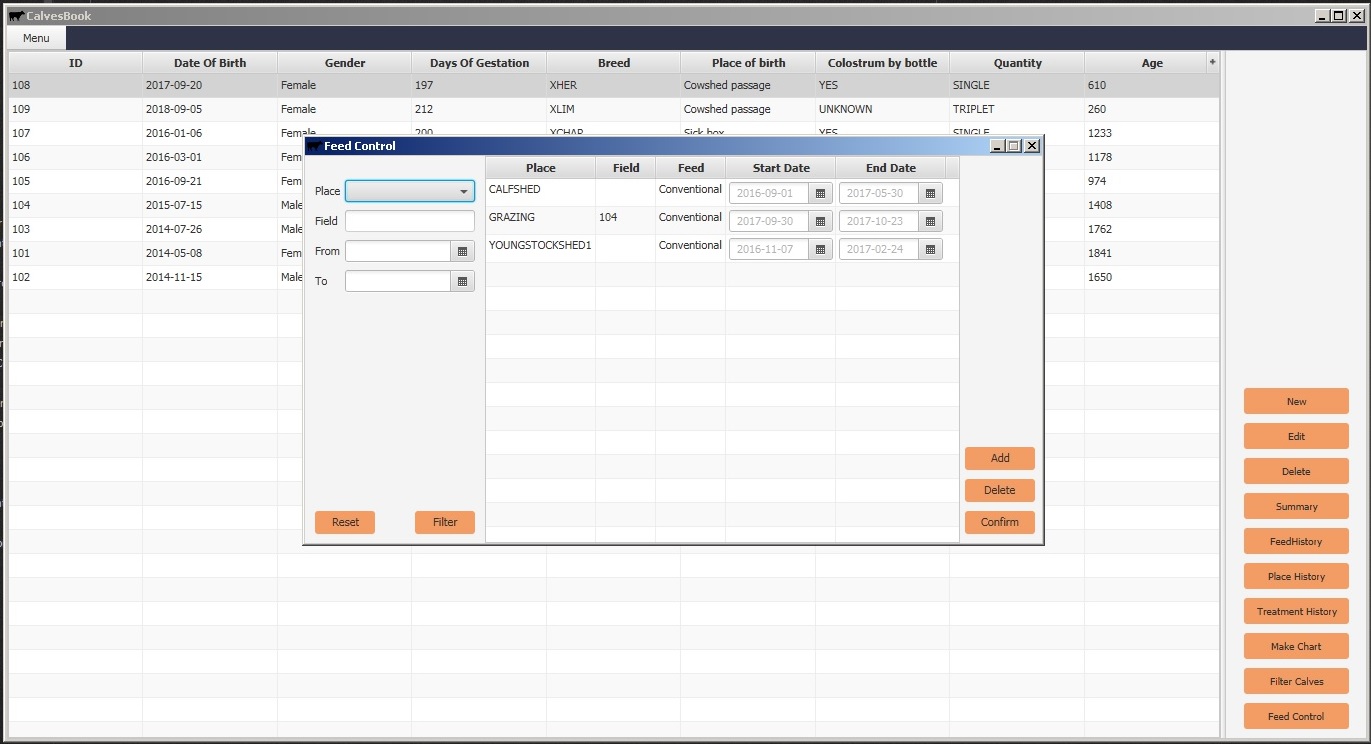 CalvesBook
Menu
ID Date Of Birth Gender Days Of Gestation Breed Place of birth Colostrum by bottle Quantity Age +
108 2017-09-20 Female 197 XHER Cowshed passage YES SINGLE 610
109 2018-09-05 Female 212 XLIM Cowshed passage UNKNOWN TRIPLET 260
107 2016-01-06 Female 200 XCHAR Sick box YES SINGLE 1233
106 2016-03-01 Fem 1178
105 2016-09-21 Fem 974
104 2015-07-15 Male 1408
103 2014-07-26 Male 1762
101 2014-05-08 Fem 1841
102 2014-11-15 Male 1650
Feed Control
Place
Field
From
To
Reset Filter
Place Field Feed Start Date End Date
CALFSHED Conventional 2016-09-01 2017-05-30
GRAZING 104 Conventional 2017-09-30 2017-10-23
YOUNGSTOCKSHED1 Conventional 2016-11-07 2017-02-24
Add
Delete
Confirm
New
Edit
Delete
Summary
FeedHistory
Place History
Treatment History
Make Chart
Filter Calves
Feed Control